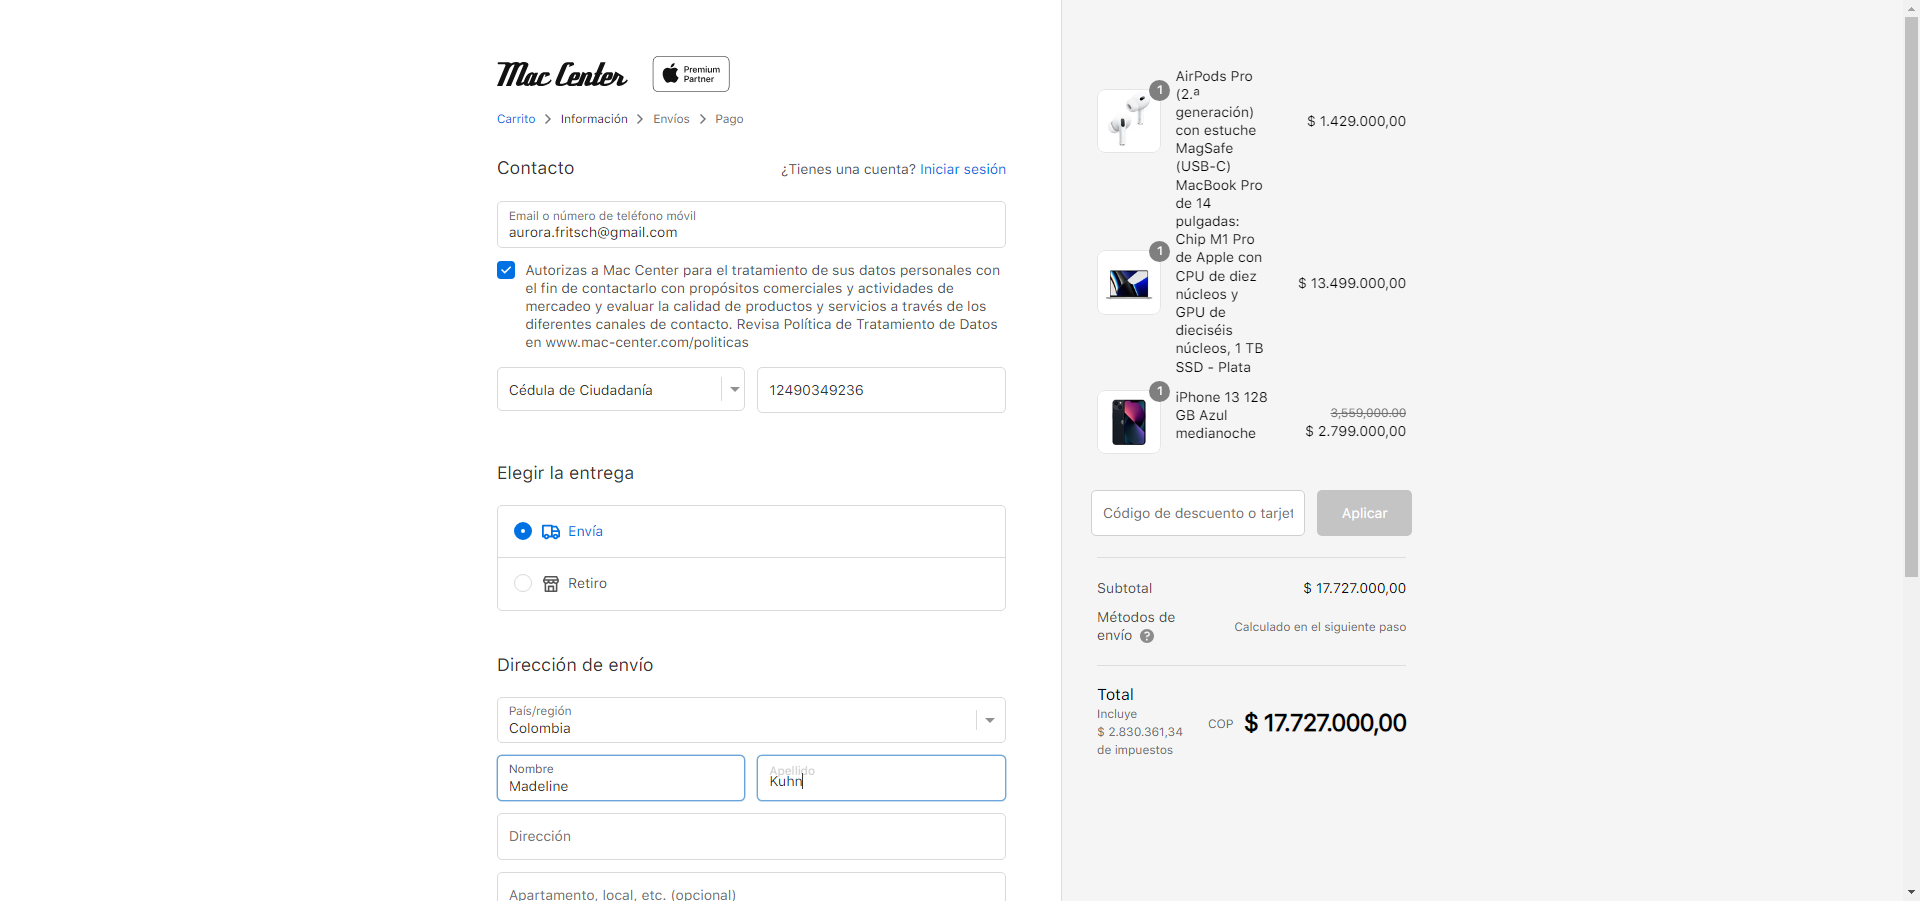 Mac Center
Premium
Partner
Carrito > Información > Envíos > Pago
Contacto
¿Tienes una cuenta? Iniciar sesión
Email o número de teléfono móvil
aurora.fritsch@gmail.com
Autorizas a Mac Center para el tratamiento de sus datos personales con
el fin de contactarlo con propósitos comerciales y actividades de
mercadeo y evaluar la calidad de productos y servicios a través de los
diferentes canales de contacto. Revisa Política de Tratamiento de Datos
en www.mac-center.com/politicas
Cédula de Ciudadanía
12490349236
Elegir la entrega
Envía
Retiro
Dirección de envío
País/región
Colombia
Nombre
Madeline
Apellido
Kuhn
Dirección
Apartamento, local, etc. (opcional)
1
AirPods Pro
(2.ª
generación)
con estuche
MagSafe
(USB-C)
$ 1.429.000,00
1
MacBook Pro
de 14
pulgadas:
Chip M1 Pro
de Apple con
CPU de diez
núcleos y
GPU de
dieciséis
núcleos, 1 TB
SSD - Plata
$ 13.499.000,00
1
iPhone 13 128
GB Azul
medianoche
3,559,000.00
$ 2.799.000,00
Código de descuento o tarjet
Aplicar
Subtotal
$ 17.727.000,00
Métodos de
envío ?
Calculado en el siguiente paso
Total
Incluye
$ 2.830.361,34
de impuestos
COP $ 17.727.000,00